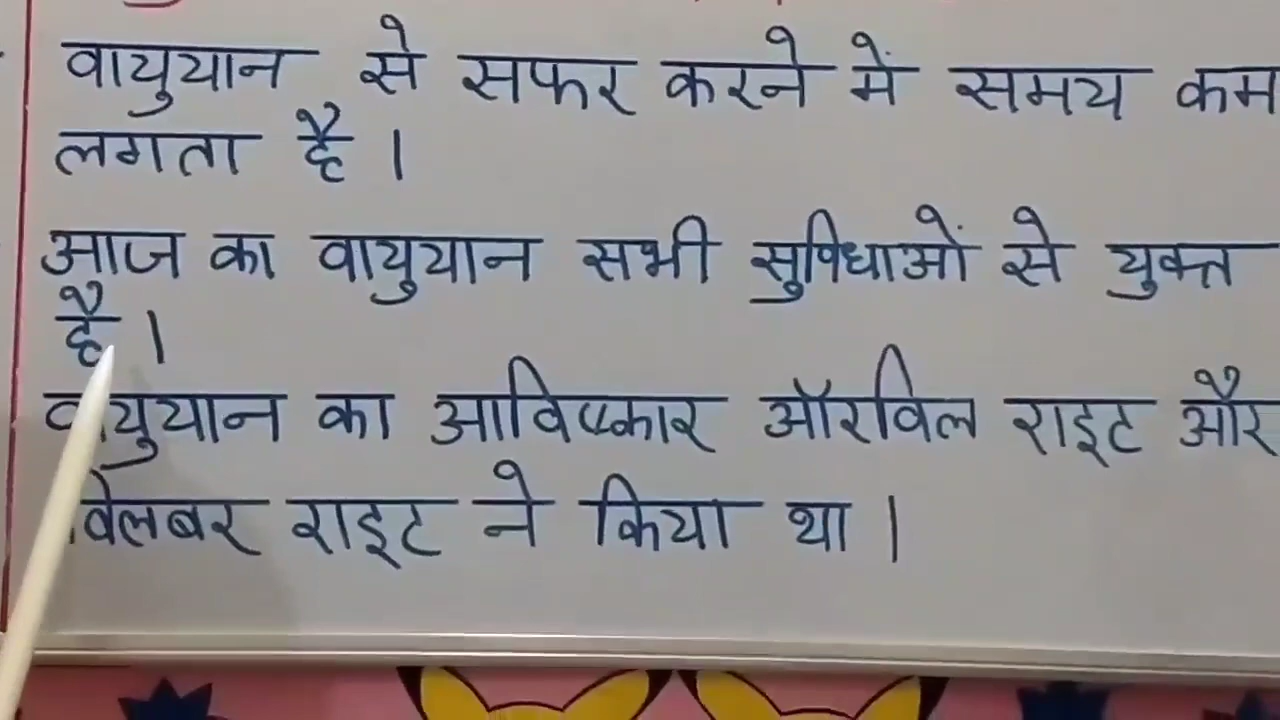 वायुयान से सफर करने में समय कम
लगता है।
आज का वायुयान सभी सुविधाओं से युक्त
है।
वायुयान का आविष्कार ऑरविल राइट और
विलबर राइट ने किया था।